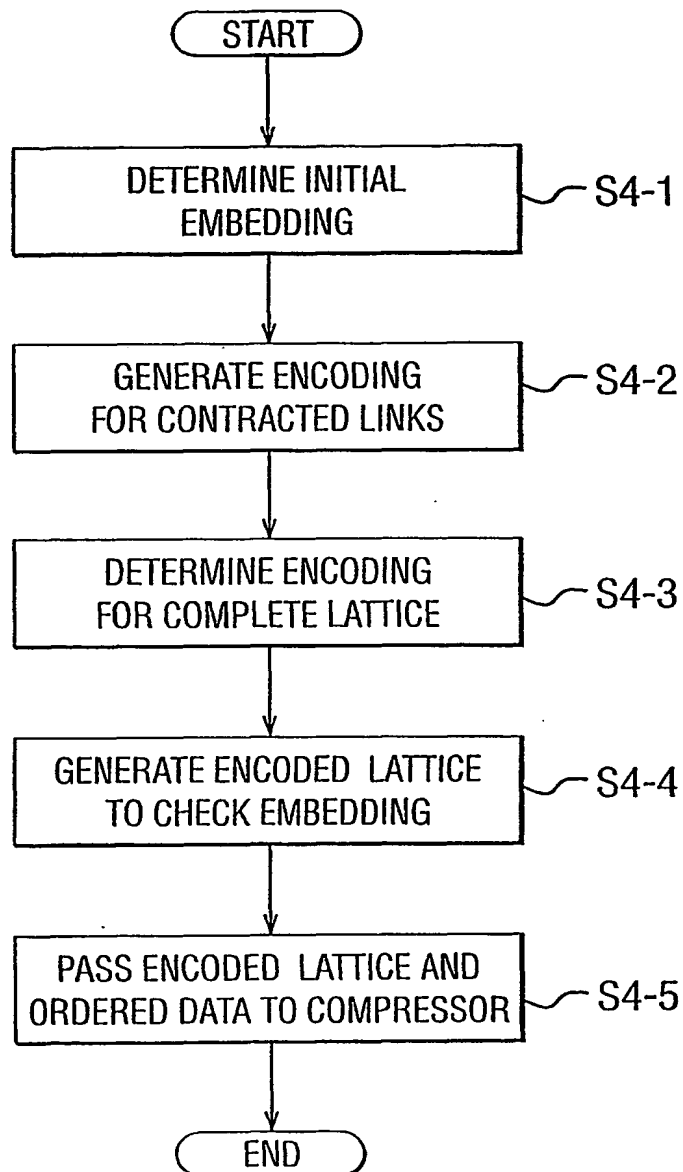 START
DETERMINE INITIAL
EMBEDDING
S4-1
GENERATE ENCODING
FOR CONTRACTED LINKS
S4-2
DETERMINE ENCODING
FOR COMPLETE LATTICE
S4-3
GENERATE ENCODED LATTICE
TO CHECK EMBEDDING
S4-4
PASS ENCODED LATTICE AND
ORDERED DATA TO COMPRESSOR
S4-5
END